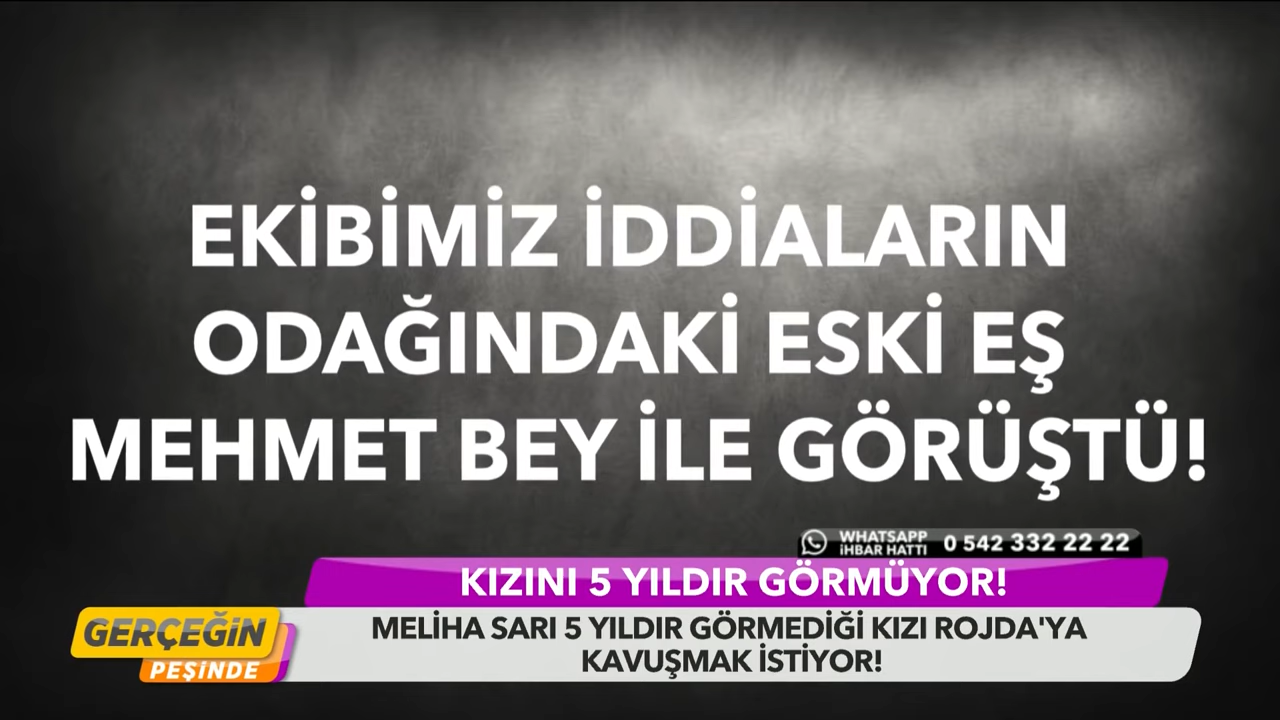 EKİBİMİZ İDDİALARIN
ODAĞINDAKİ ESKİ EŞ
MEHMET BEY İLE GÖRÜŞTÜ!
WHATSAPP
İHBAR HATTI
0 542 332 22 22
KIZINI 5 YILDIR GÖRMÜYOR!
GERÇEĞİN
PEŞİNDE
MELİHA SARI 5 YILDIR GÖRMEDİĞİ KIZI ROJDA'YA
KAVUŞMAK İSTİYOR!